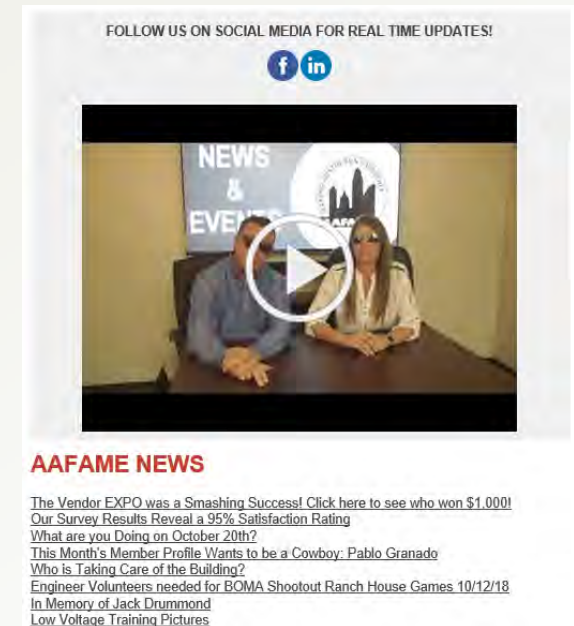 FOLLOW US ON SOCIAL MEDIA FOR REAL TIME UPDATES!
f in
NEWS
&
EVEN
AAFAME NEWS
The Vendor EXPO was a Smashing Success! Click here to see who won $1,000!
Our Survey Results Reveal a 95% Satisfaction Rating
What are you Doing on October 20th?
This Month's Member Profile Wants to be a Cowboy: Pablo Granado
Who is Taking Care of the Building?
Engineer Volunteers needed for BOMA Shootout Ranch House Games 10/12/18
In Memory of Jack Drummond
Low Voltage Training Pictures